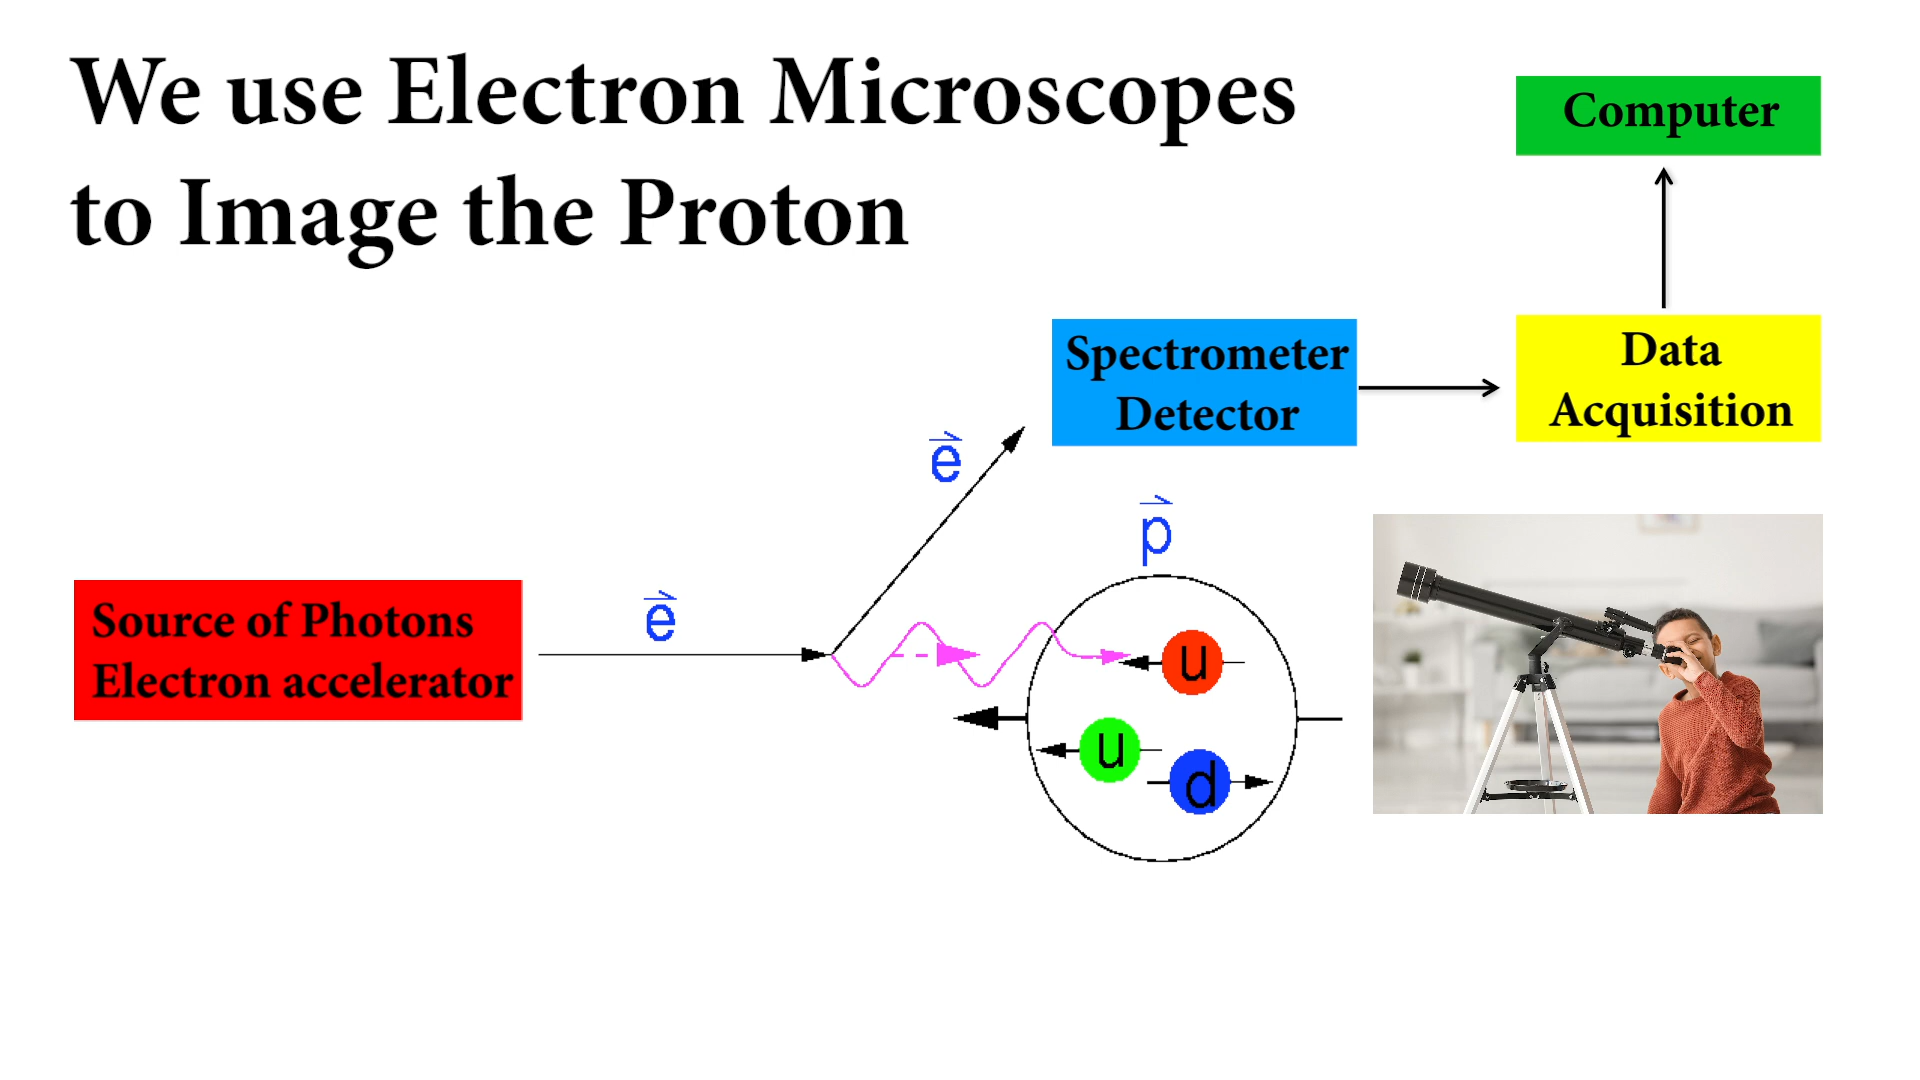 We use Electron Microscopes
to Image the Proton
Computer
Spectrometer
Detector
Data
Acquisition
e⃗
p⃗
Source of Photons
Electron accelerator
e⃗
u
u
d